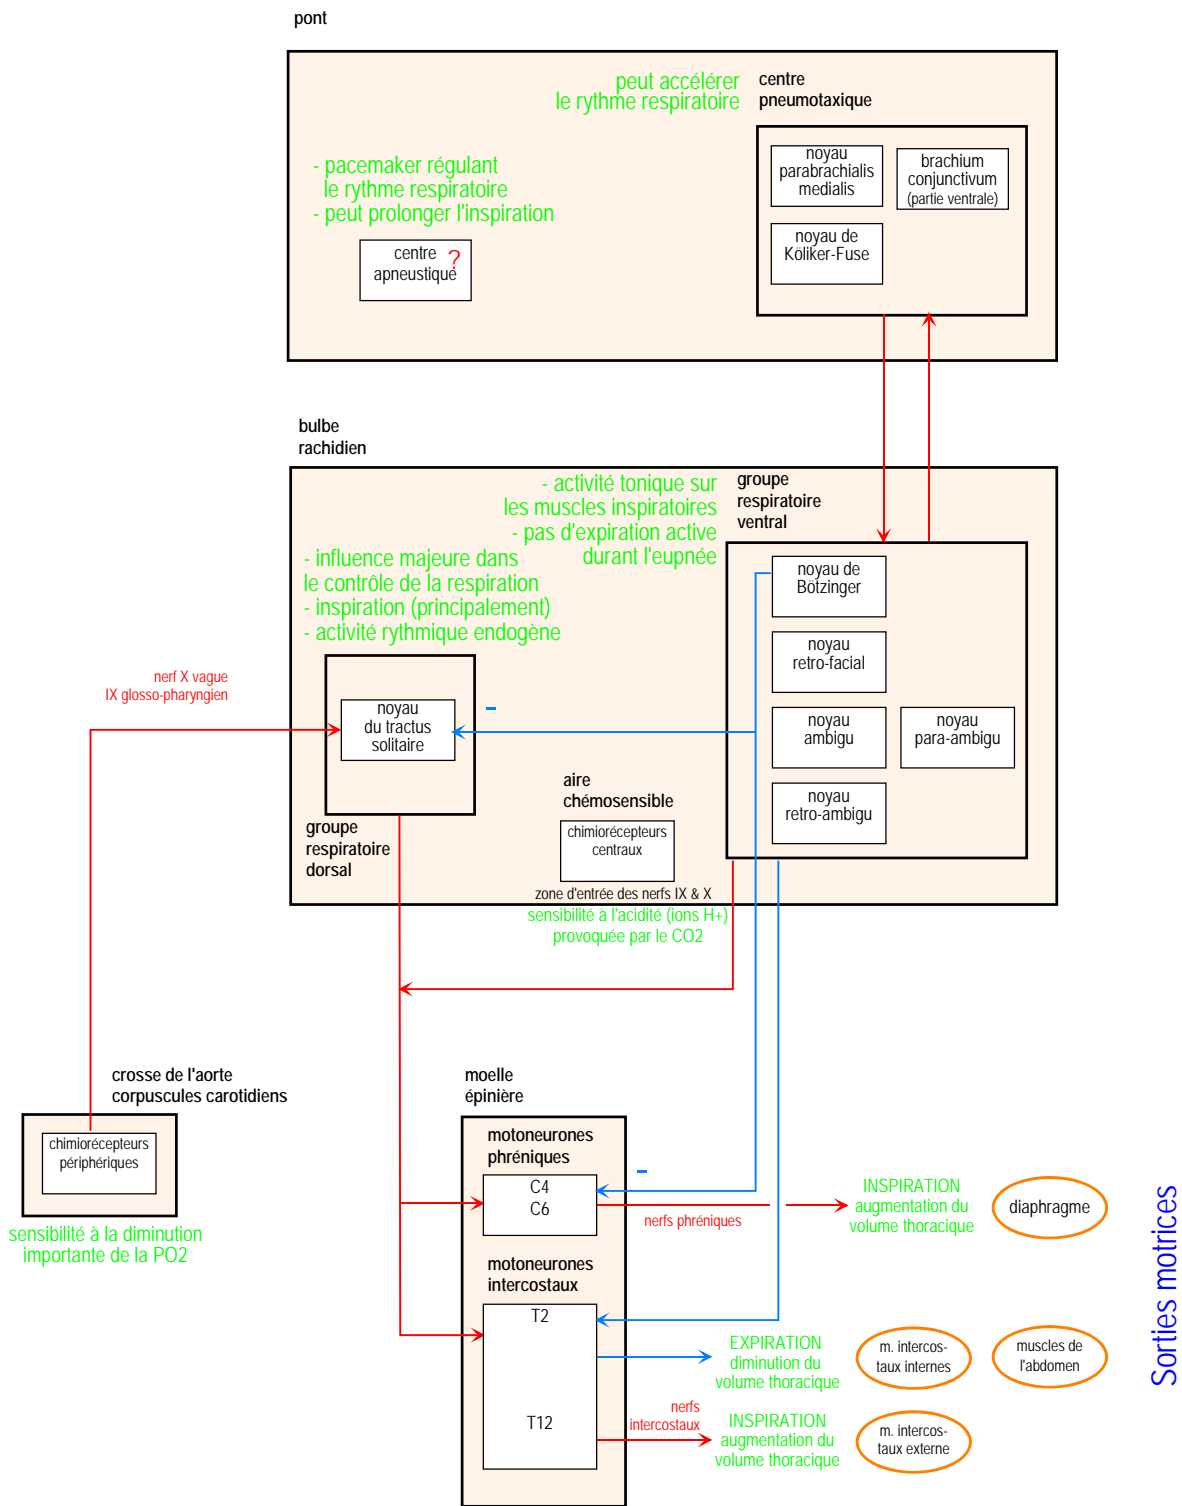 pont
peut accélérer
le rythme respiratoire
centre
pneumotaxique
noyau
parabrachialis
medialis
brachium
conjunctivum
(partie ventrale)
- pacemaker régulant
le rythme respiratoire
- peut prolonger l'inspiration
noyau de
Köliker-Fuse
centre ?
apneustique
bulbe
rachidien
- activité tonique sur
les muscles inspiratoires
- pas d'expiration active
durant l'eupnée
groupe
respiratoire
ventral
- influence majeure dans
le contrôle de la respiration
- inspiration (principalement)
- activité rythmique endogène
noyau de
Bötzinger
noyau
retro-facial
nerf X vague
IX glosso-pharyngien
noyau
du tractus
solitaire
-
noyau
ambigu
noyau
para-ambigu
noyau
retro-ambigu
aire
chémosensible
chimiorécepteurs
centraux
groupe
respiratoire
dorsal
zone d'entrée des nerfs IX & X
sensibilité à l'acidité (ions H+)
provoquée par le CO2
crosse de l'aorte
corpuscules carotidiens
chimiorécepteurs
périphériques
sensibilité à la diminution
importante de la PO2
moelle
épinière
motoneurones
phréniques
-
C4
C6
nerfs phréniques
INSPIRATION
augmentation du
volume thoracique
diaphragme
motoneurones
intercostaux
T2
EXPIRATION
diminution du
volume thoracique
m. intercos-
taux internes
muscles de
l'abdomen
T12
nerfs
intercostaux
INSPIRATION
augmentation du
volume thoracique
m. intercos-
taux externe
Sorties motrices